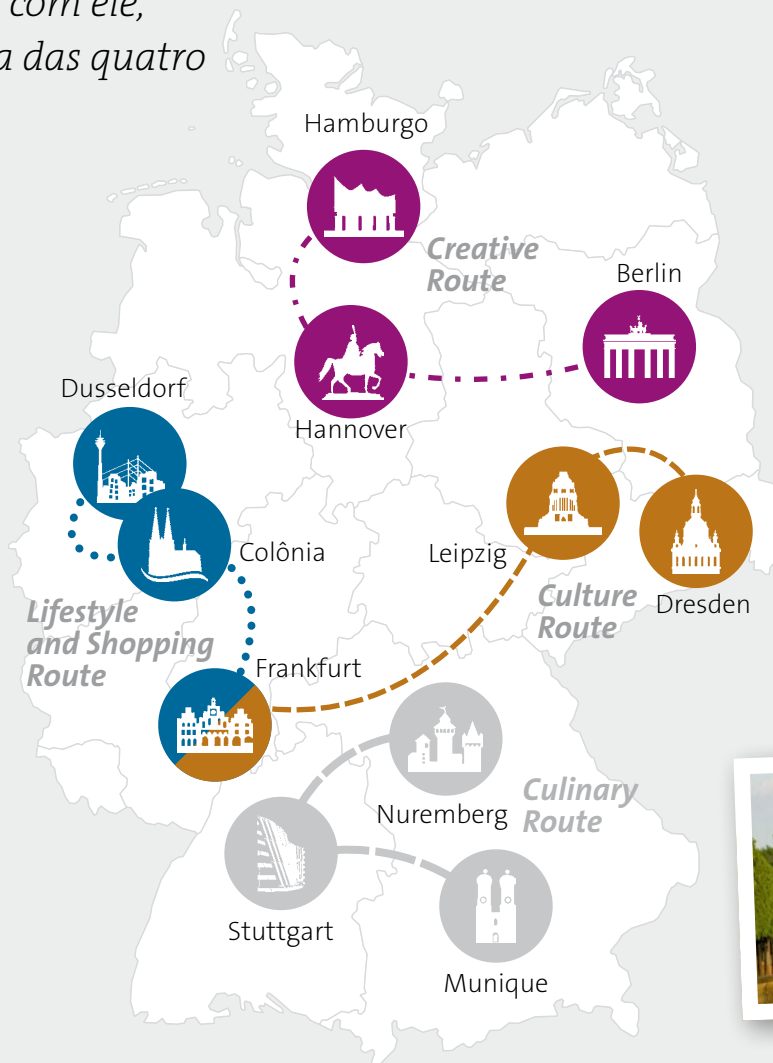 com ele,
a das quatro
Hamburgo
Creative
Route
Berlin
Hannover
Dusseldorf
Colônia
Leipzig
Culture
Route
Dresden
Lifestyle
and Shopping
Route
Frankfurt
Nuremberg
Culinary
Route
Stuttgart
Munique